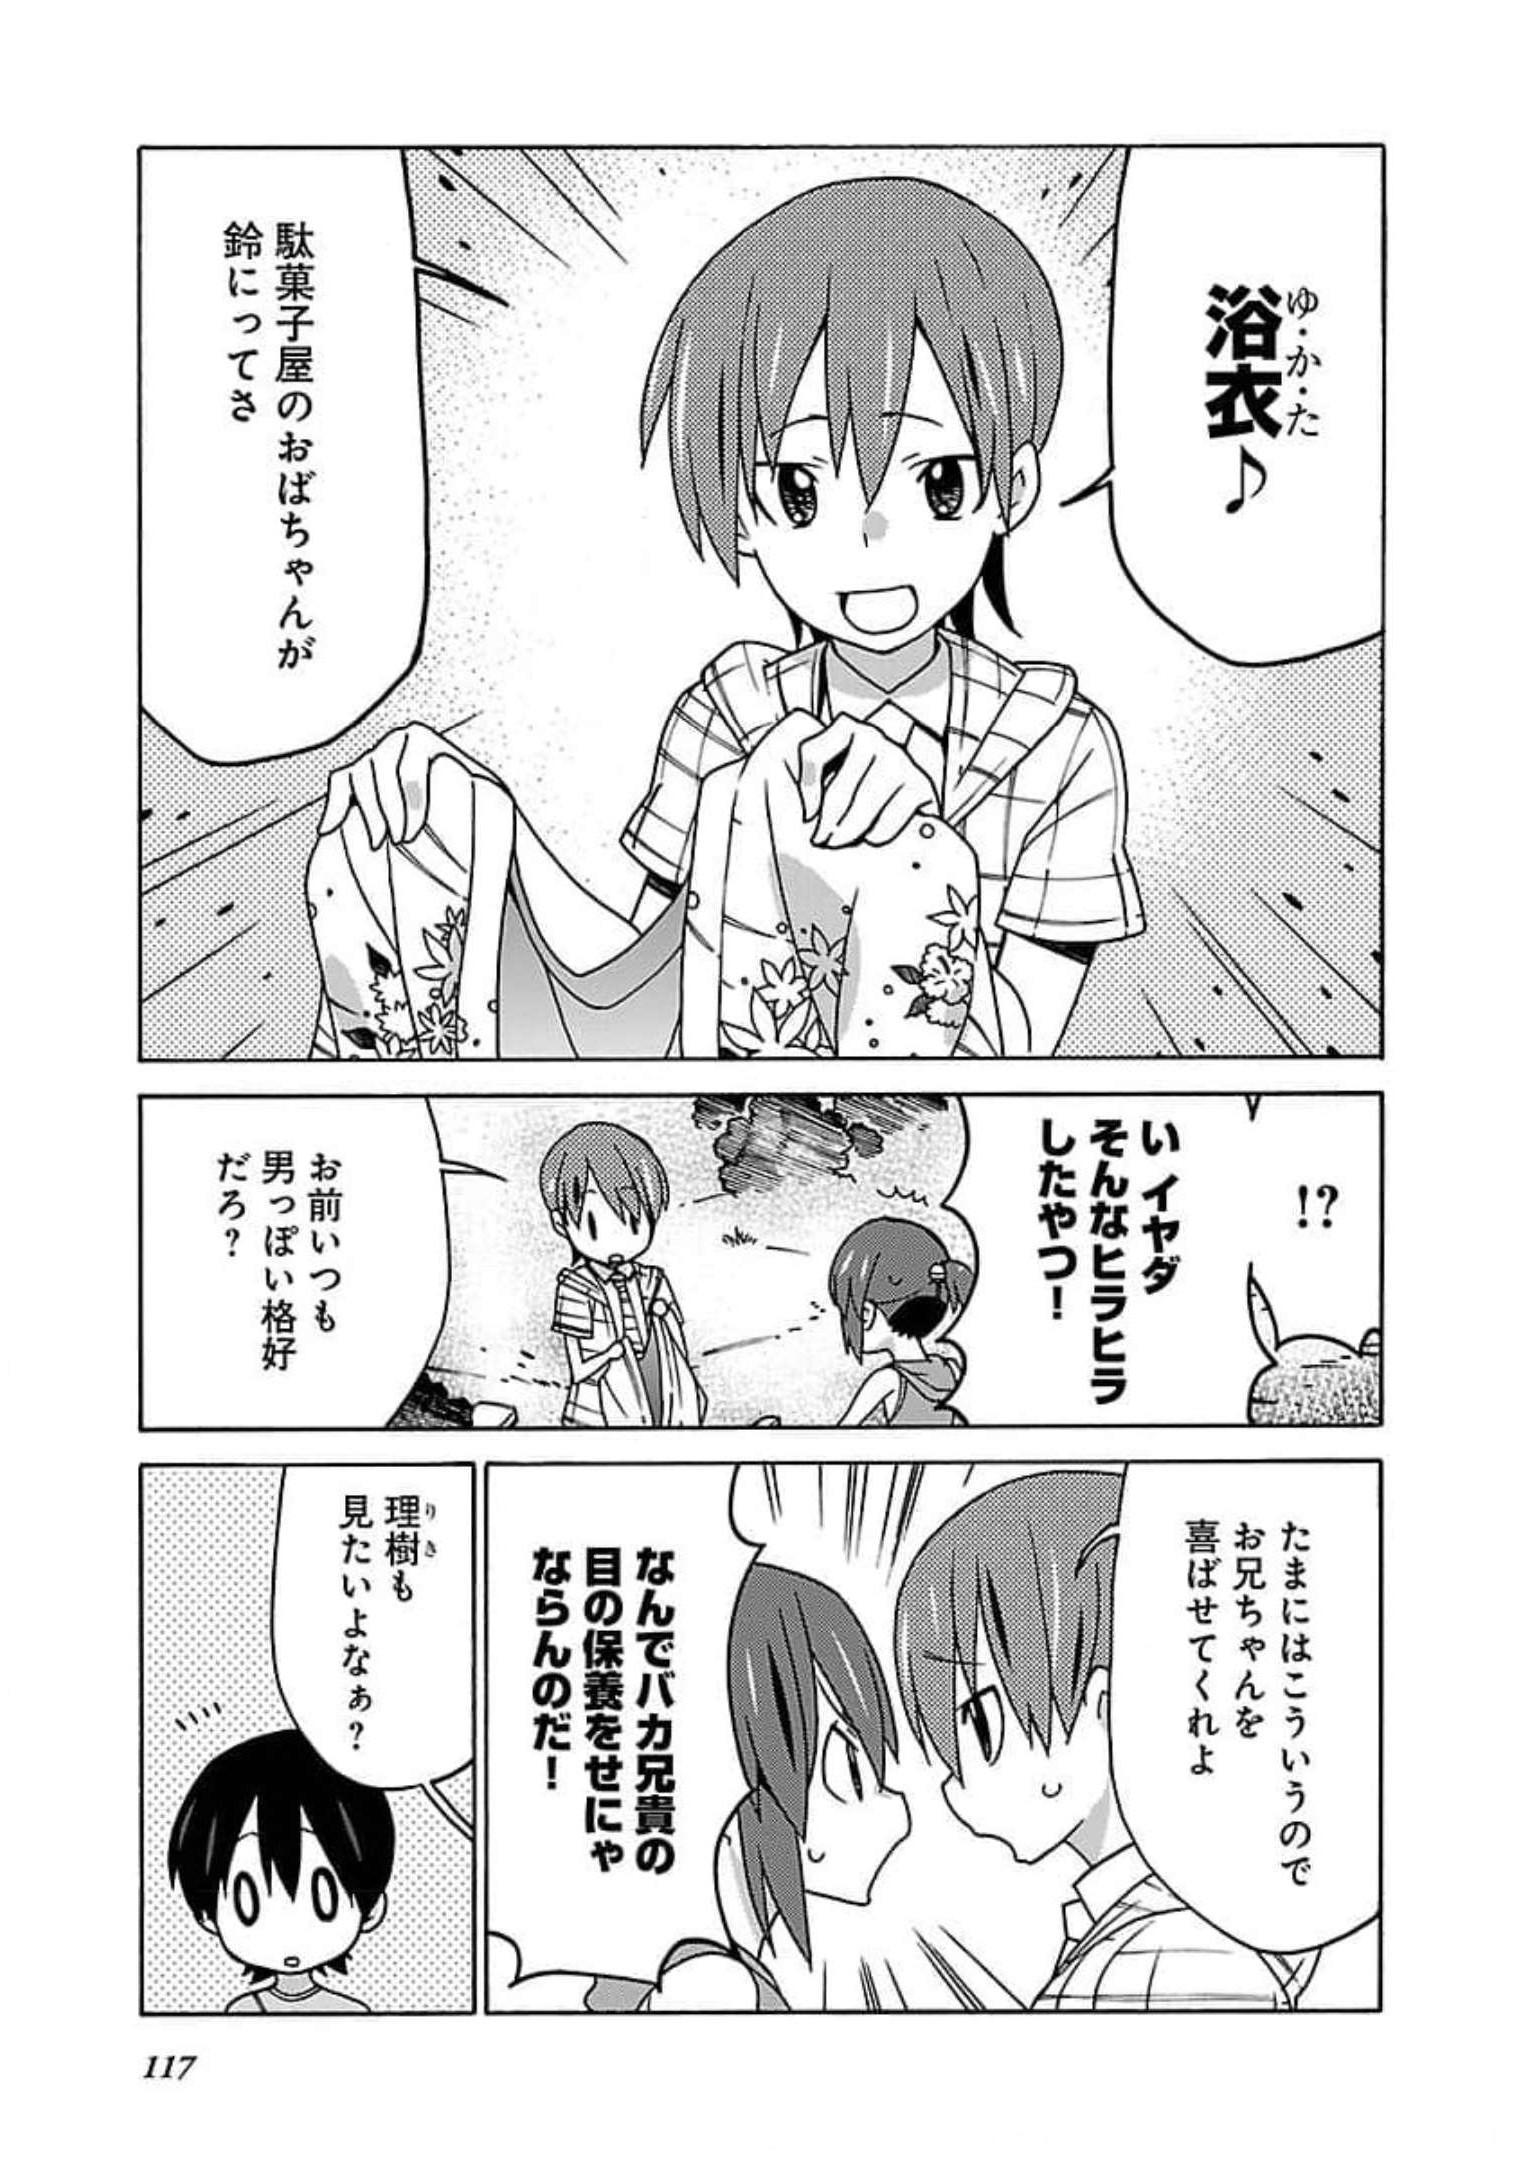 浴衣♪
ゆ・か・た
駄菓子屋のおばちゃんが
鈴にってさ
!?
い イヤダ
そんなヒラヒラ
したやつ！
お前いつも
男っぽい格好
だろ？
たまにはこういうので
お兄ちゃんを
喜ばせてくれよ
なんでバカ兄貴の
目の保養をせにゃ
ならんのだ！
理樹も
りき
見たいよなぁ？
117